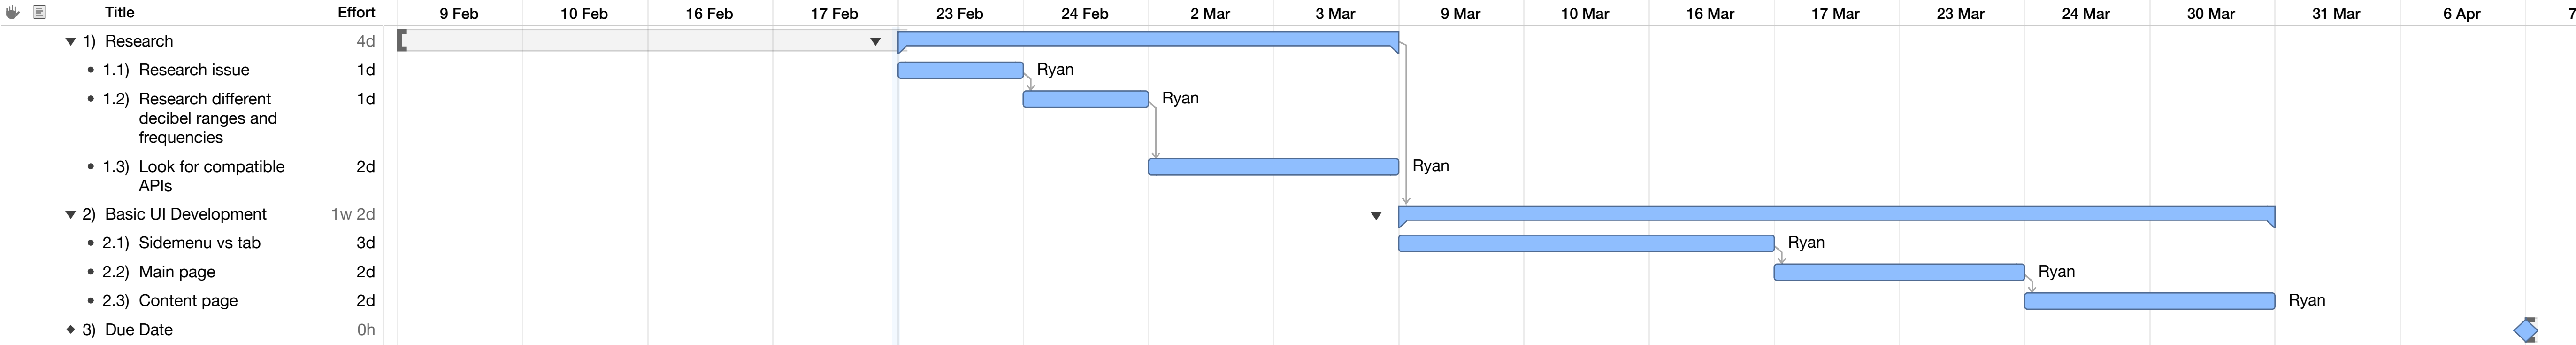 Title Effort 9 Feb 10 Feb 16 Feb 17 Feb 23 Feb 24 Feb 2 Mar 3 Mar 9 Mar 10 Mar 16 Mar 17 Mar 23 Mar 24 Mar 30 Mar 31 Mar 6 Apr 7
1) Research 4d
1.1) Research issue 1d Ryan
1.2) Research different 1d Ryan
decibel ranges and
frequencies
1.3) Look for compatible 2d Ryan
APIs
2) Basic UI Development 1w 2d
2.1) Sidemenu vs tab 3d Ryan
2.2) Main page 2d Ryan
2.3) Content page 2d Ryan
3) Due Date 0h